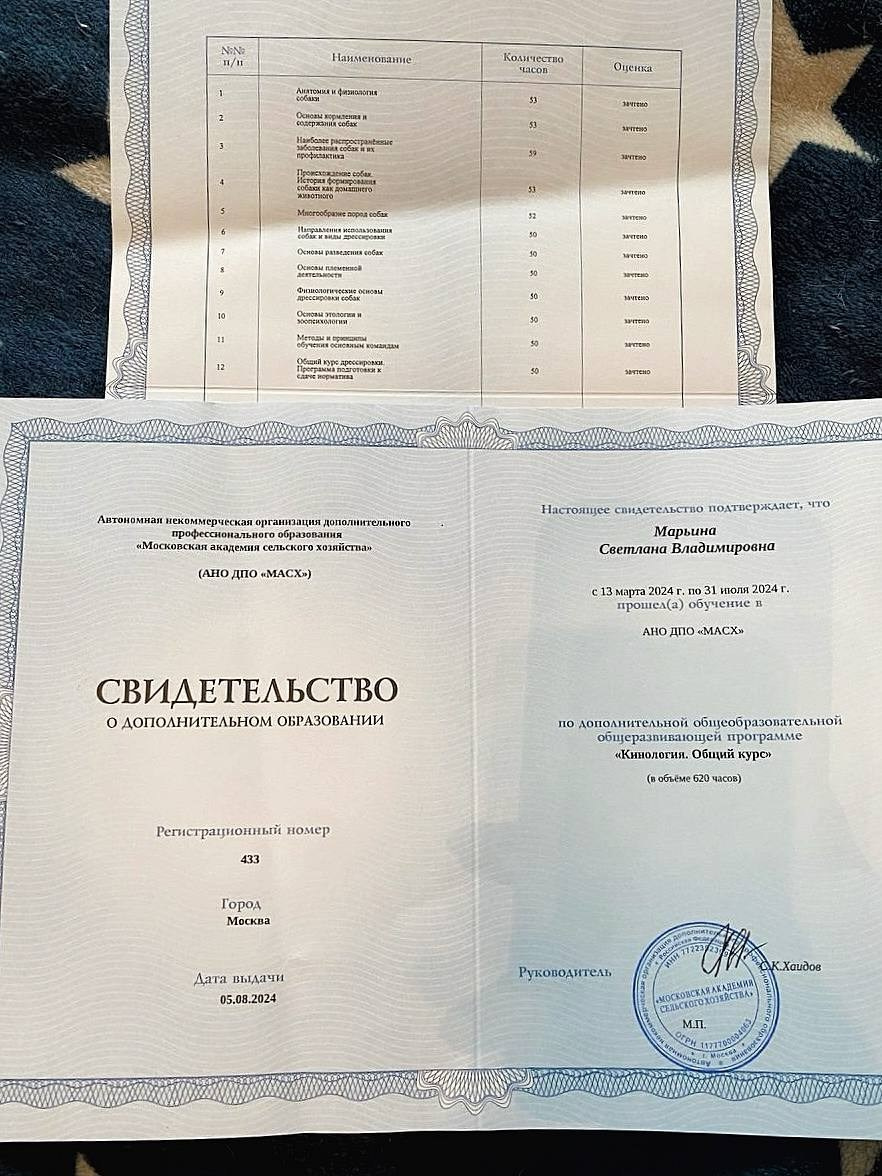 №№ п/п Наименование Количество часов Оценка
1 Анатомия и физиология собаки 53 зачтено
2 Основы кормления и содержания собак 53 зачтено
3 Наиболее распространённые заболевания собак и их профилактика 59 зачтено
4 Происхождение собак. История формирования собаки как домашнего животного 53 зачтено
5 Многообразие пород собак 52 зачтено
6 Направления использования собак и виды дрессировки 50 зачтено
7 Основы разведения собак 50 зачтено
8 Основы племенной деятельности 50 зачтено
9 Физиологические основы дрессировки собак 50 зачтено
10 Основы этологии и зоопсихологии 50 зачтено
11 Методы и принципы обучения основным командам 50 зачтено
12 Общий курс дрессировки. Программа подготовки к сдаче норматива 50 зачтено
Автономная некоммерческая организация дополнительного
профессионального образования
«Московская академия сельского хозяйства»
(АНО ДПО «МАСХ»)
СВИДЕТЕЛЬСТВО
О ДОПОЛНИТЕЛЬНОМ ОБРАЗОВАНИИ
Регистрационный номер
433
Город
Москва
Дата выдачи
05.08.2024
Настоящее свидетельство подтверждает, что
Марьина
Светлана Владимировна
с 13 марта 2024 г. по 31 июля 2024 г.
прошел(а) обучение в
АНО ДПО «МАСХ»
по дополнительной общеобразовательной
общеразвивающей программе
«Кинология. Общий курс»
(в объёме 620 часов)
Руководитель
С.К.Хаидов
«МОСКОВСКАЯ АКАДЕМИЯ
СЕЛЬСКОГО ХОЗЯЙСТВА»
М.П.
г. Москва